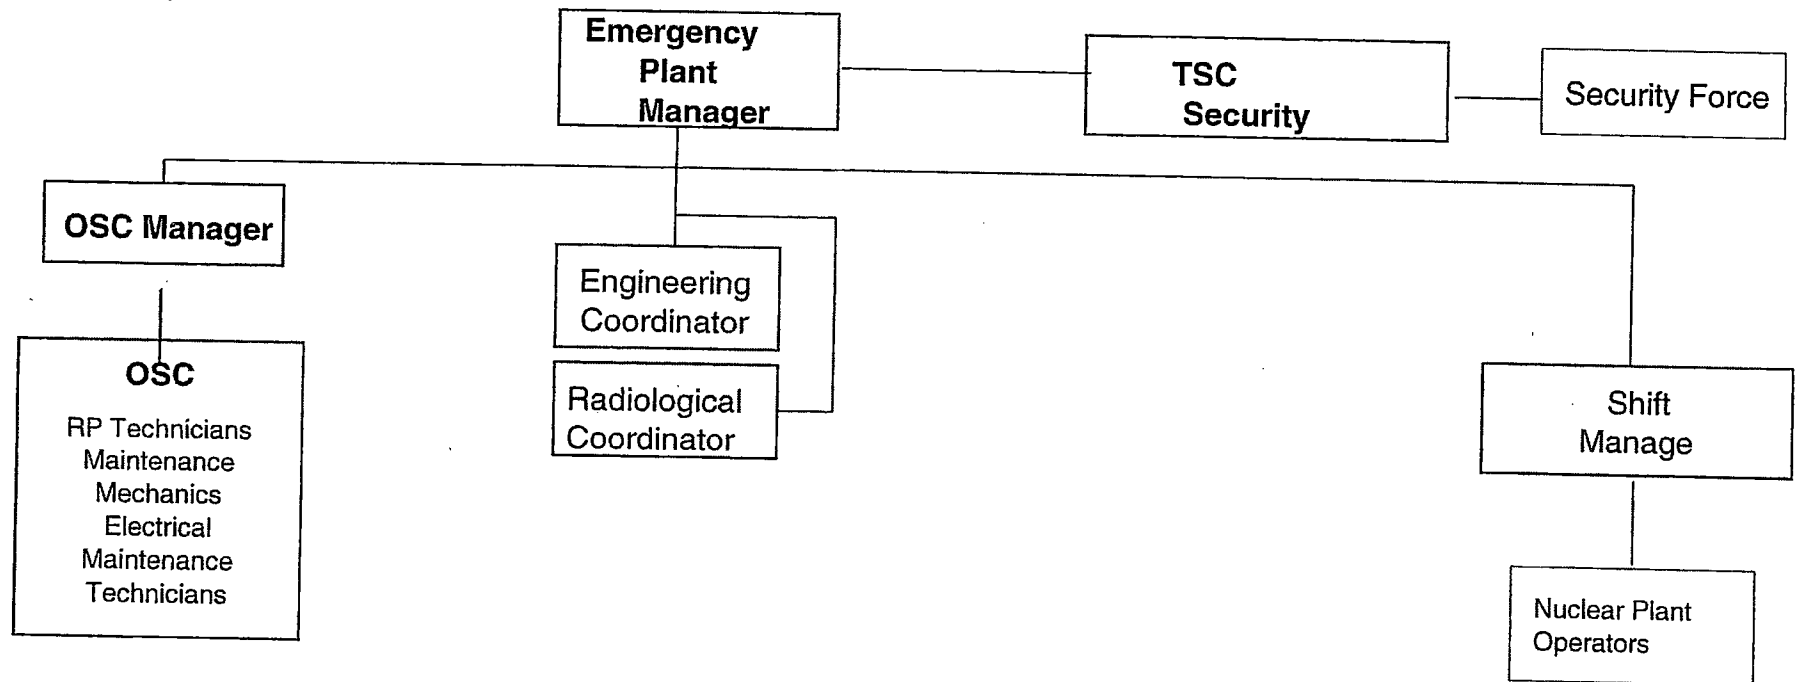 Emergency
Plant
Manager
TSC
Security
Security Force
OSC Manager
OSC
RP Technicians
Maintenance
Mechanics
Electrical
Maintenance
Technicians
Engineering
Coordinator
Radiological
Coordinator
Shift
Manage
Nuclear Plant
Operators